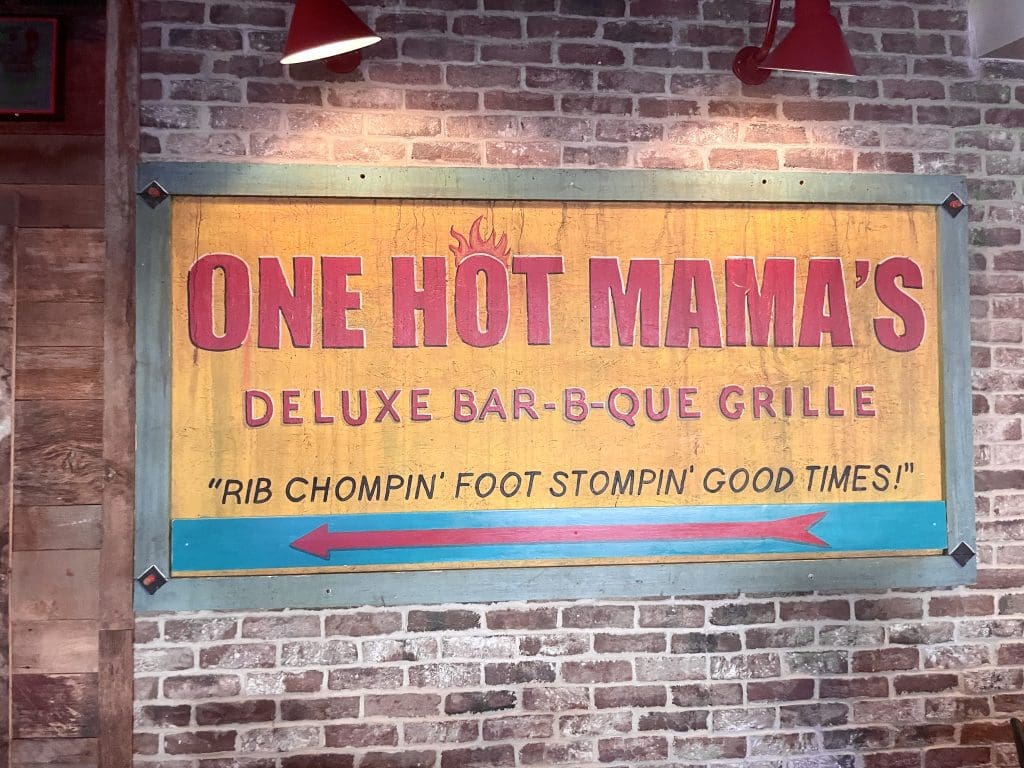 ONE HOT MAMA'S
DELUXE BAR-B-QUE GRILLE
"RIB CHOMPIN' FOOT STOMPIN' GOOD TIMES!"